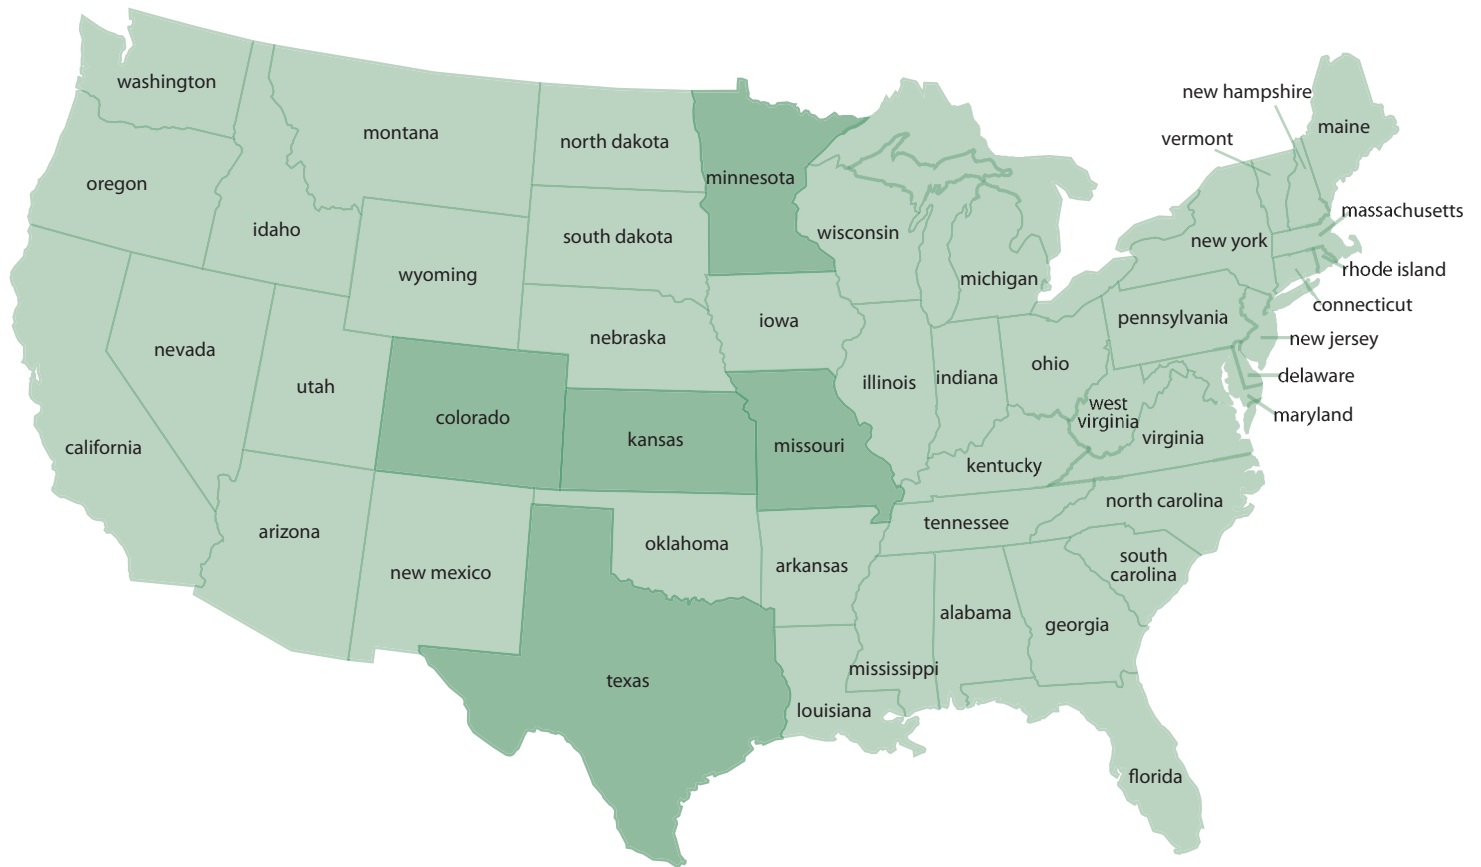 new hampshire
washington
vermont
maine
montana
north dakota
minnesota
oregon
massachusetts
idaho
south dakota
wisconsin
new york
wyoming
michigan
rhode island
connecticut
nevada
nebraska
iowa
pennsylvania
new jersey
utah
illinois
indiana
ohio
delaware
colorado
kansas
missouri
west
virginia
maryland
california
virginia
kentucky
arizona
new mexico
oklahoma
arkansas
tennessee
north carolina
south
carolina
texas
mississippi
alabama
georgia
louisiana
florida